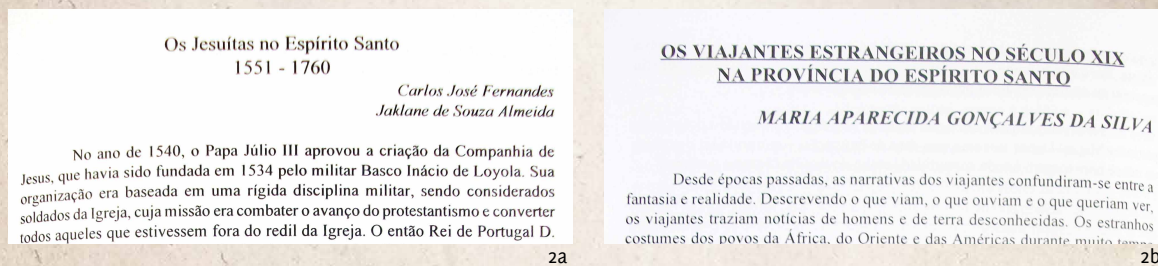 Os Jesuítas no Espírito Santo
1551 - 1760
Carlos José Fernandes
Jaklane de Souza Almeida
No ano de 1540, o Papa Júlio III aprovou a criação da Companhia de
Jesus, que havia sido fundada em 1534 pelo militar Basco Inácio de Loyola. Sua
organização era baseada em uma rígida disciplina militar, sendo considerados
soldados da Igreja, cuja missão era combater o avanço do protestantismo e converter
todos aqueles que estivessem fora do redil da Igreja. O então Rei de Portugal D.
2a
OS VIAJANTES ESTRANGEIROS NO SÉCULO XIX
NA PROVÍNCIA DO ESPÍRITO SANTO
MARIA APARECIDA GONÇALVES DA SILVA
Desde épocas passadas, as narrativas dos viajantes confundiram-se entre a
fantasia e realidade. Descrevendo o que viam, o que ouviam e o que queriam ver,
os viajantes traziam notícias de homens e de terra desconhecidas. Os estranhos
costumes dos povos da África, do Oriente e das Américas durante muito
2b